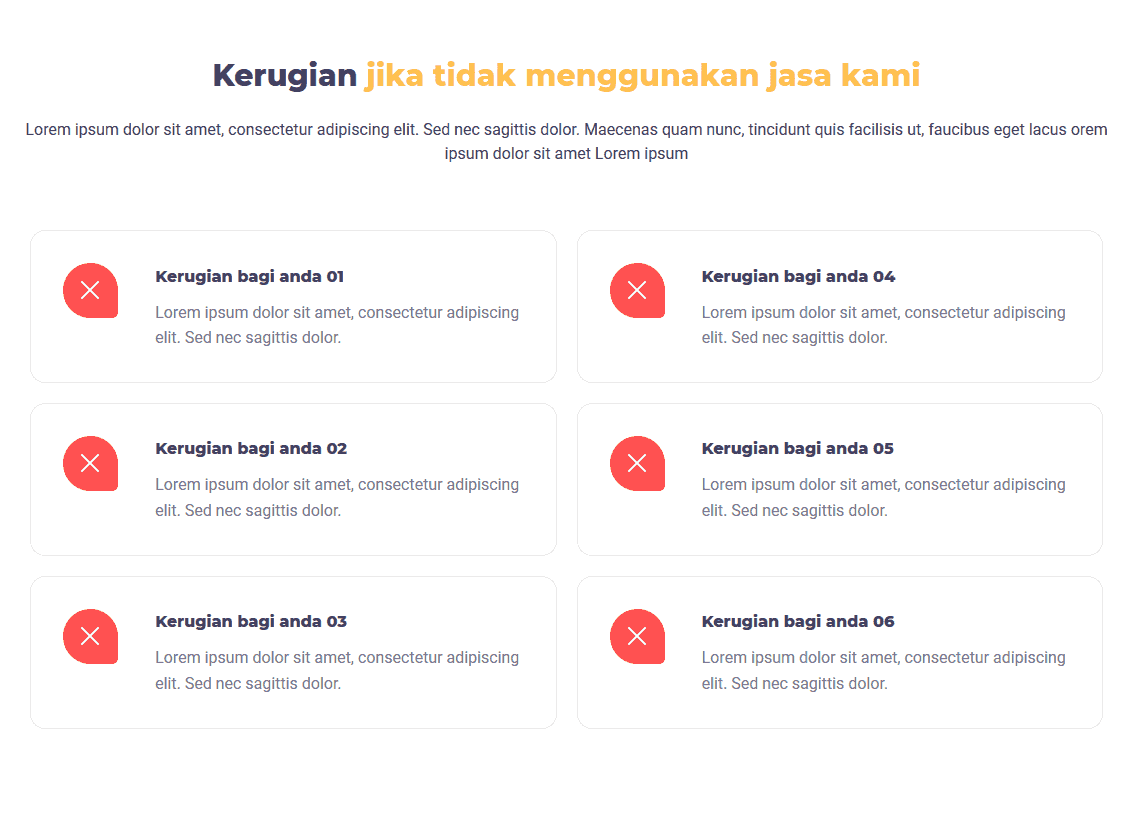 Kerugian jika tidak menggunakan jasa kami
Lorem ipsum dolor sit amet, consectetur adipiscing elit. Sed nec sagittis dolor. Maecenas quam nunc, tincidunt quis facilisis ut, faucibus eget lacus orem
ipsum dolor sit amet Lorem ipsum
Kerugian bagi anda 01
Lorem ipsum dolor sit amet, consectetur adipiscing
elit. Sed nec sagittis dolor.
Kerugian bagi anda 04
Lorem ipsum dolor sit amet, consectetur adipiscing
elit. Sed nec sagittis dolor.
Kerugian bagi anda 02
Lorem ipsum dolor sit amet, consectetur adipiscing
elit. Sed nec sagittis dolor.
Kerugian bagi anda 05
Lorem ipsum dolor sit amet, consectetur adipiscing
elit. Sed nec sagittis dolor.
Kerugian bagi anda 03
Lorem ipsum dolor sit amet, consectetur adipiscing
elit. Sed nec sagittis dolor.
Kerugian bagi anda 06
Lorem ipsum dolor sit amet, consectetur adipiscing
elit. Sed nec sagittis dolor.